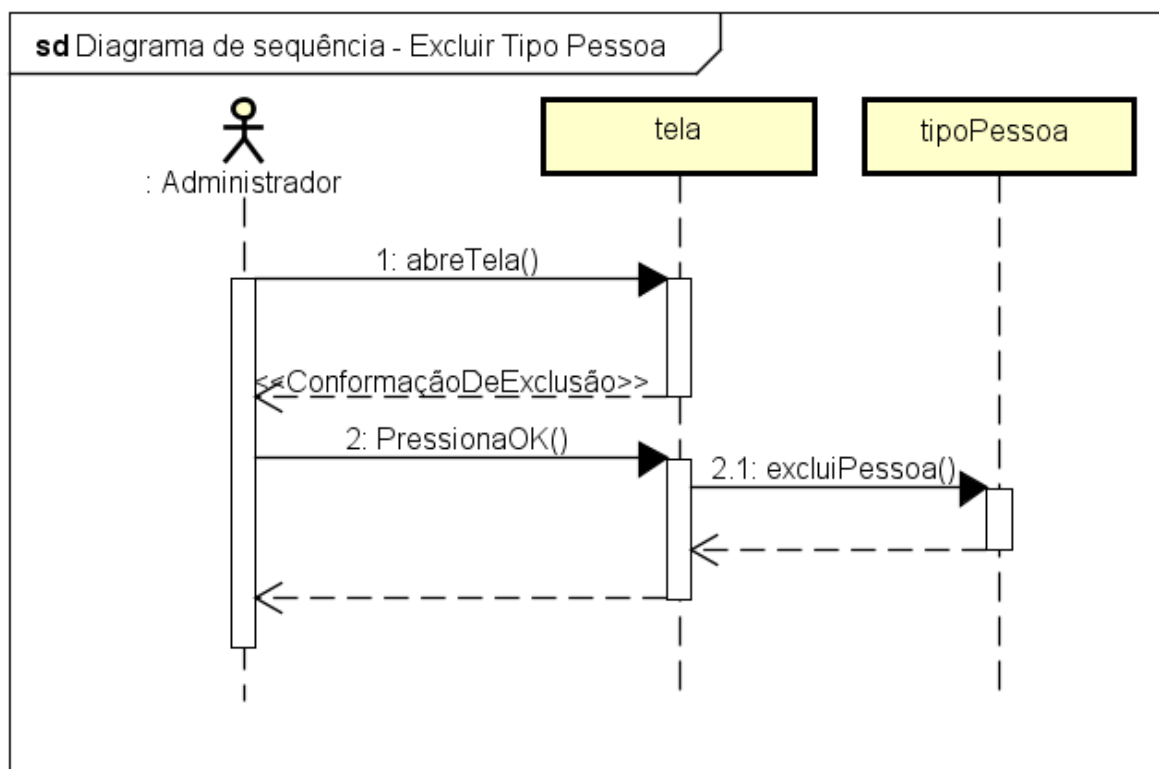 sd Diagrama de sequência - Excluir Tipo Pessoa
: Administrador
tela
tipoPessoa
1: abreTela()
<<ConformaçãoDeExclusão>>
2: PressionaOK()
2.1: excluiPessoa()